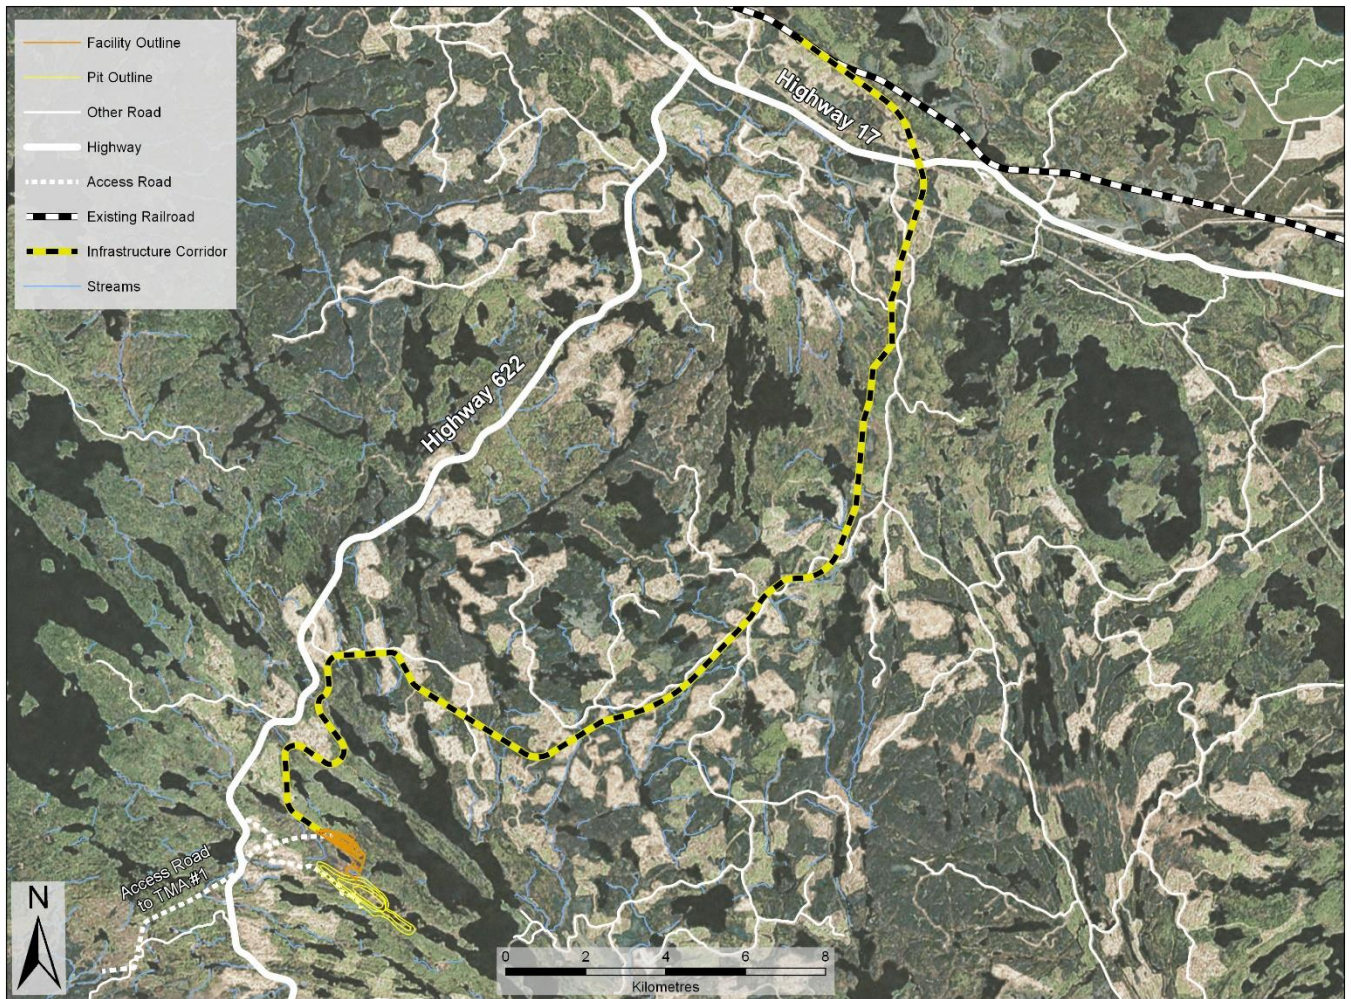 Facility Outline
Pit Outline
Other Road
Highway
Access Road
Existing Railroad
Infrastructure Corridor
Streams
Highway 17
Highway 622
Access Road
to TMA #1
N
0 2 4 6 8
Kilometres